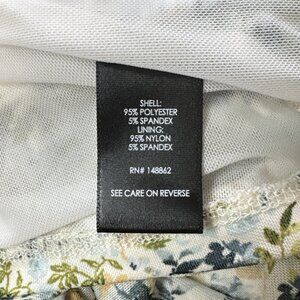 SHELL:
95% POLYESTER
5% SPANDEX
LINING:
95% NYLON
5% SPANDEX
RN# 148862
SEE CARE ON REVERSE